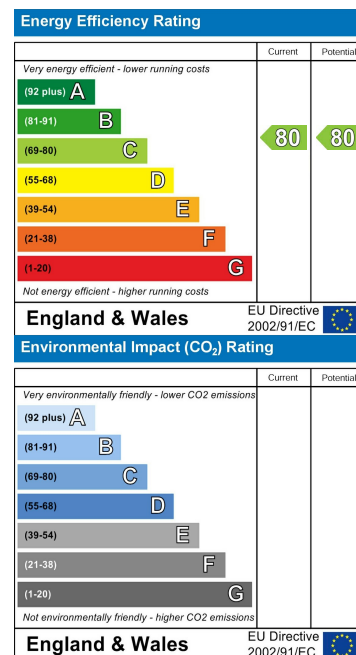 Energy Efficiency Rating
Current Potential
Very energy efficient - lower running costs
(92 plus) A
(81-91) B
(69-80) C
80 80
(55-68) D
(39-54) E
(21-38) F
(1-20) G
Not energy efficient - higher running costs
England & Wales
EU Directive
2002/91/EC
Environmental Impact (CO₂) Rating
Current Potential
Very environmentally friendly - lower CO2 emissions
(92 plus) A
(81-91) B
(69-80) C
(55-68) D
(39-54) E
(21-38) F
(1-20) G
Not environmentally friendly - higher CO2 emissions
England & Wales
EU Directive
2002/91/EC